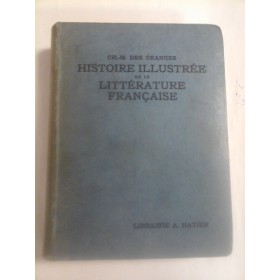 CH.-M. DES GRANGES
HISTOIRE ILLUSTRÉE
DE LA
LITTÉRATURE
FRANÇAISE
LIBRAIRIE A. HATIER